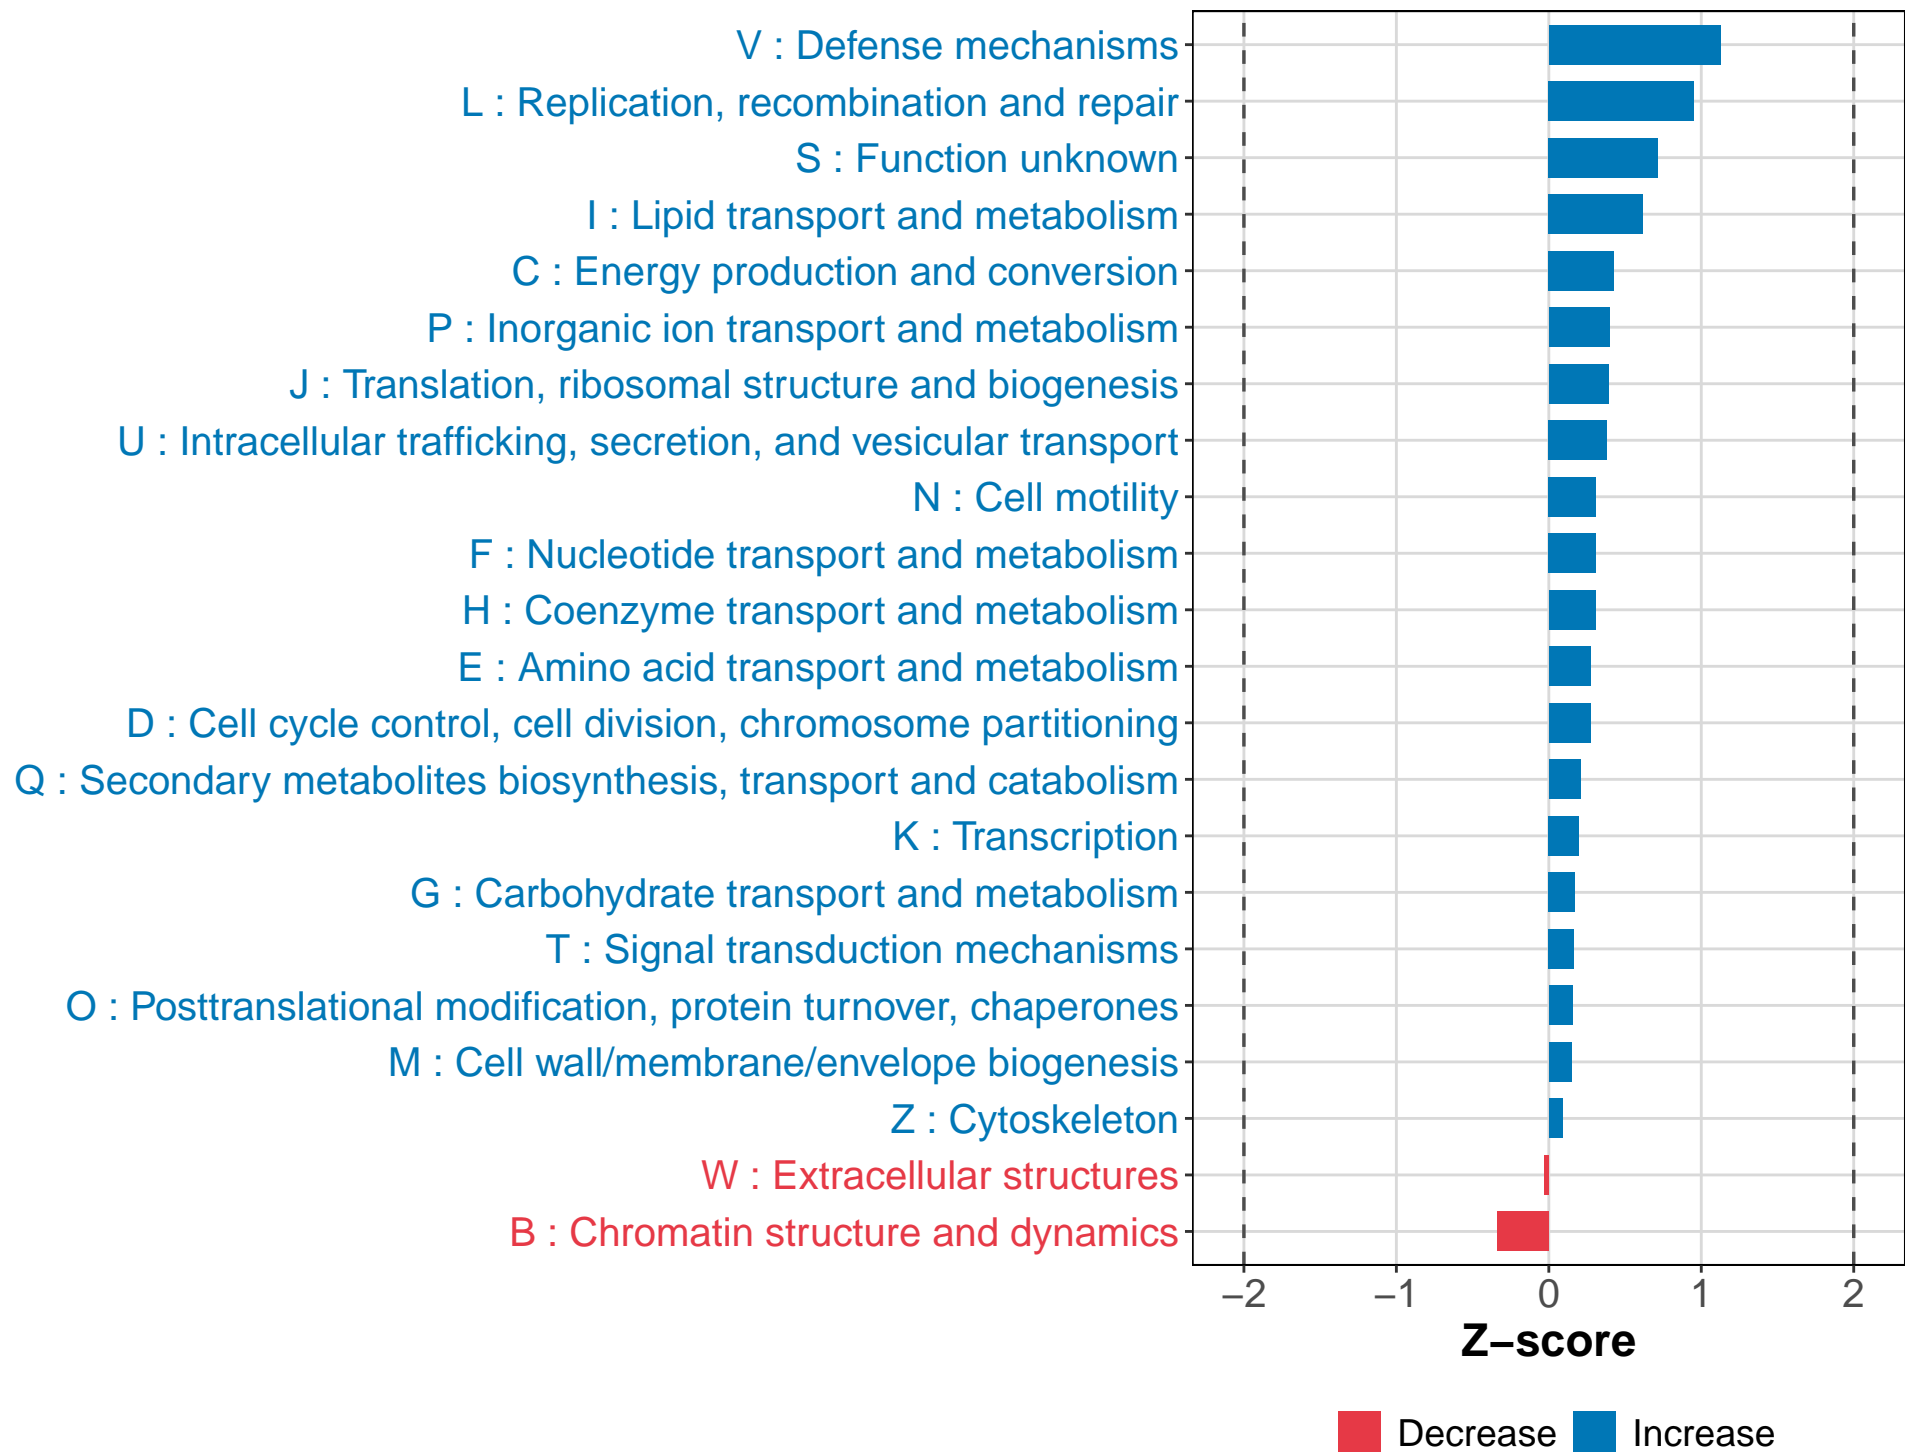 V : Defense mechanisms
L : Replication, recombination and repair
S : Function unknown
I : Lipid transport and metabolism
C : Energy production and conversion
P : Inorganic ion transport and metabolism
J : Translation, ribosomal structure and biogenesis
U : Intracellular trafficking, secretion, and vesicular transport
N : Cell motility
F : Nucleotide transport and metabolism
H : Coenzyme transport and metabolism
E : Amino acid transport and metabolism
D : Cell cycle control, cell division, chromosome partitioning
Q : Secondary metabolites biosynthesis, transport and catabolism
K : Transcription
G : Carbohydrate transport and metabolism
T : Signal transduction mechanisms
O : Posttranslational modification, protein turnover, chaperones
M : Cell wall/membrane/envelope biogenesis
Z : Cytoskeleton
W : Extracellular structures
B : Chromatin structure and dynamics
−2 −1 0 1 2
Z−score
Decrease Increase